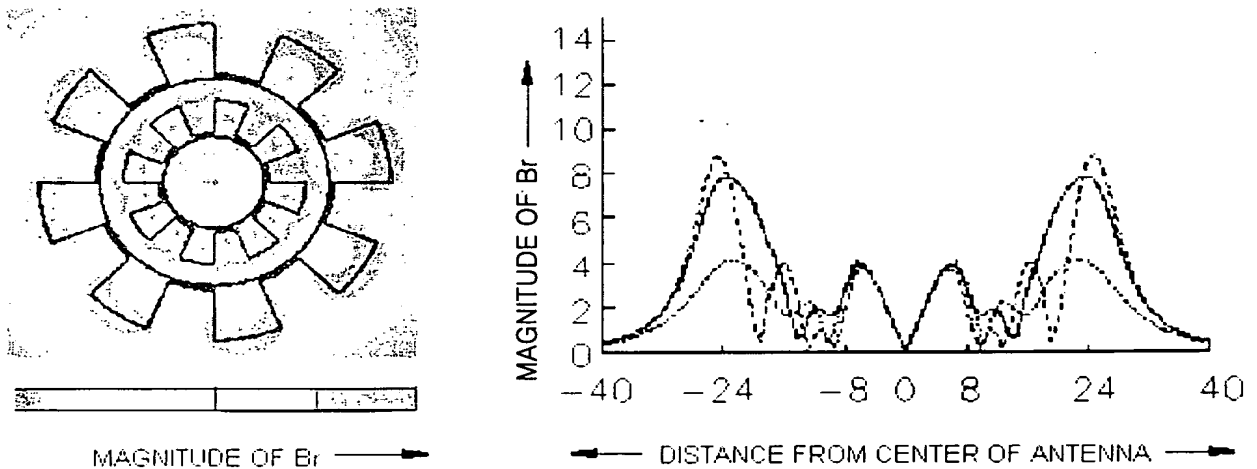 MAGNITUDE OF Br
MAGNITUDE OF Br
14
12
10
8
6
4
2
0
-40 -24 -8 0 8 24 40
DISTANCE FROM CENTER OF ANTENNA